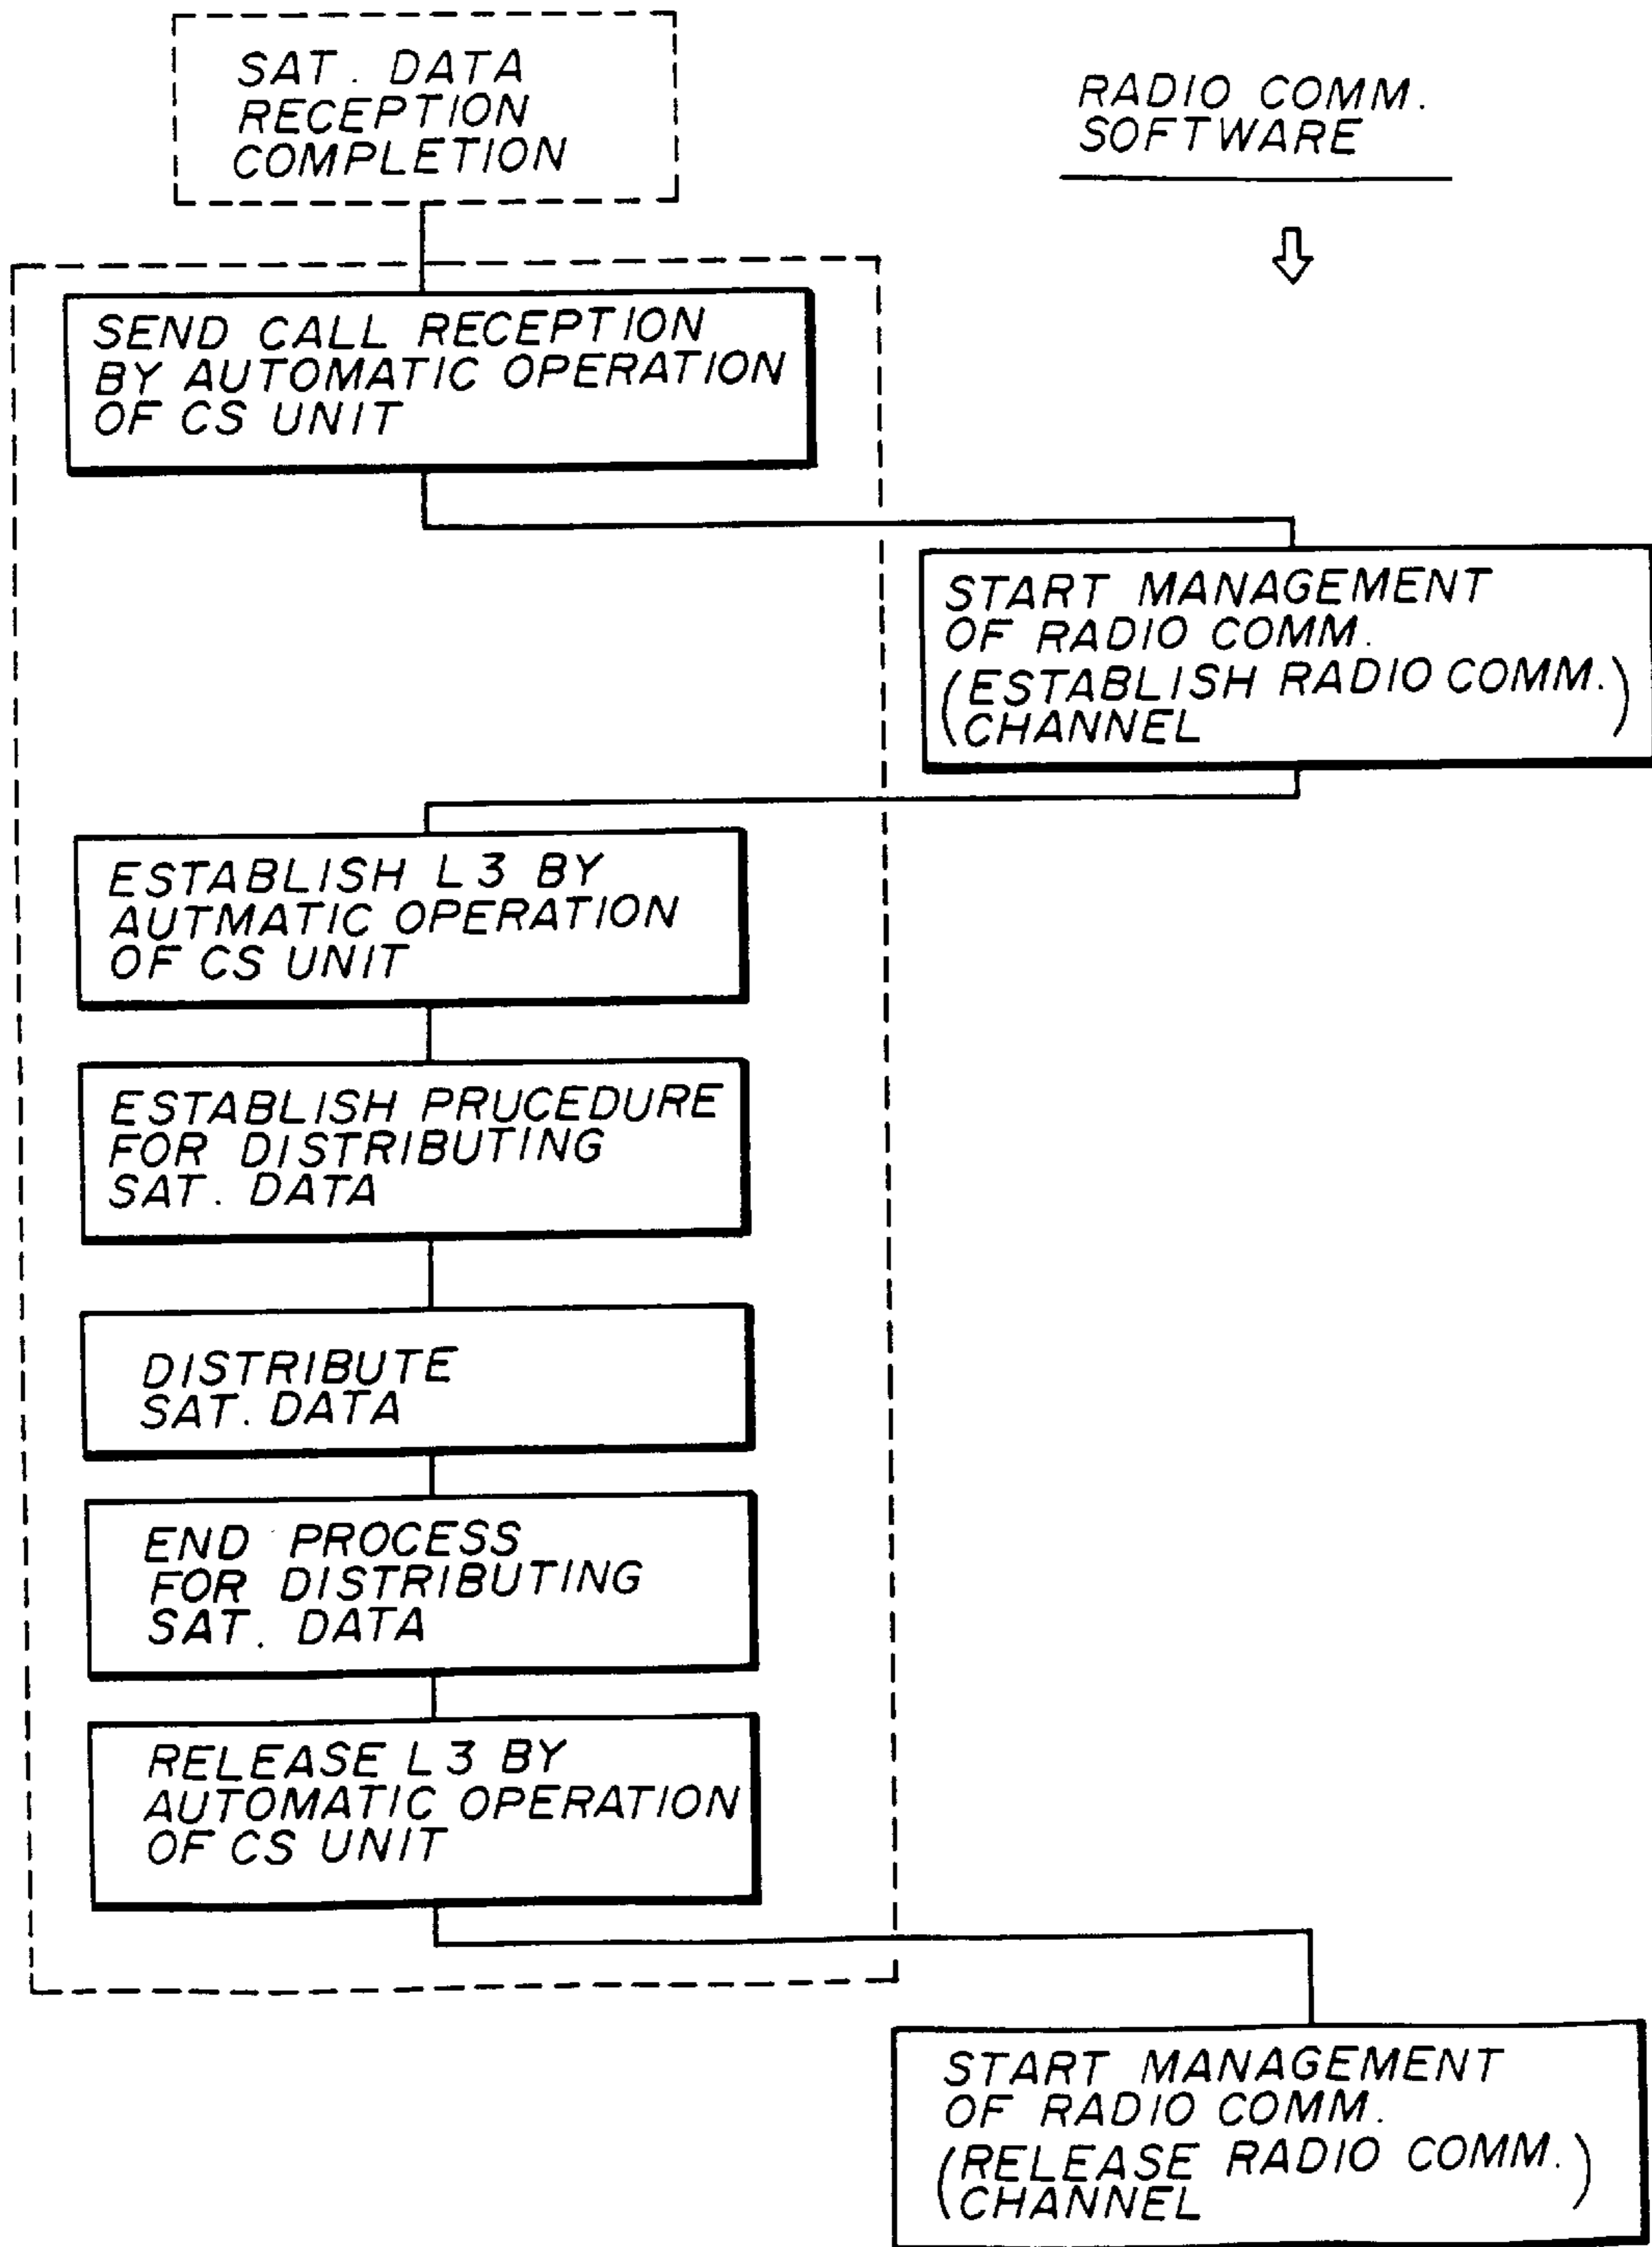 SAT. DATA
RECEPTION
COMPLETION
RADIO COMM.
SOFTWARE
SEND CALL RECEPTION
BY AUTOMATIC OPERATION
OF CS UNIT
START MANAGEMENT
OF RADIO COMM.
(ESTABLISH RADIO COMM.)
(CHANNEL)
ESTABLISH L3 BY
AUTMATIC OPERATION
OF CS UNIT
ESTABLISH PRUCEDURE
FOR DISTRIBUTING
SAT. DATA
DISTRIBUTE
SAT. DATA
END PROCESS
FOR DISTRIBUTING
SAT. DATA
RELEASE L3 BY
AUTOMATIC OPERATION
OF CS UNIT
START MANAGEMENT
OF RADIO COMM.
(RELEASE RADIO COMM.)
(CHANNEL)